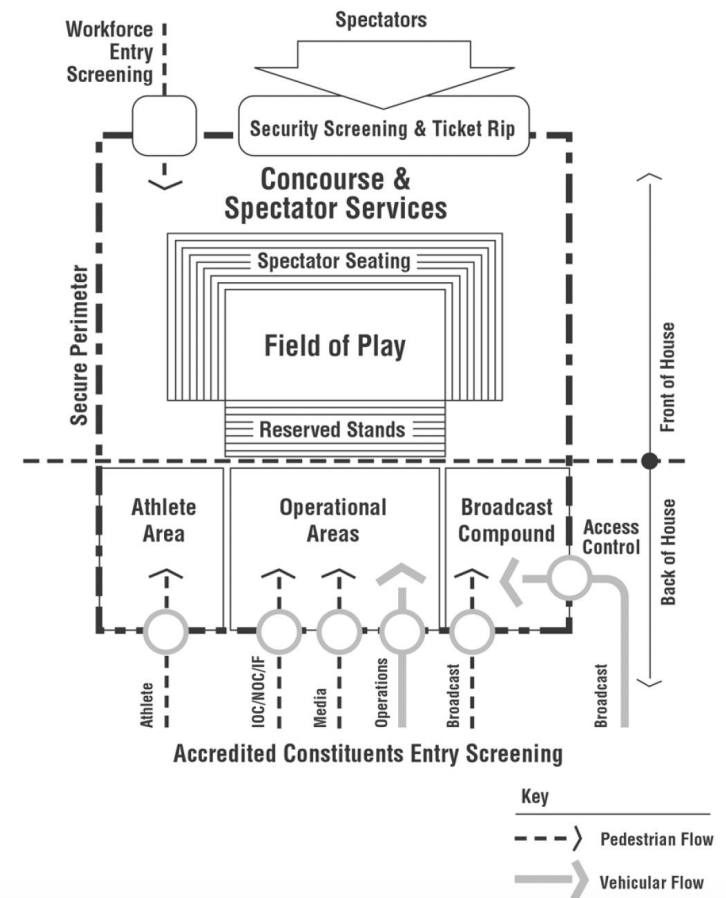 Spectators
Workforce
Entry
Screening
Security Screening & Ticket Rip
Concourse &
Spectator Services
Spectator Seating
Field of Play
Reserved Stands
Secure Perimeter
Front of House
Back of House
Athlete
Area
Operational
Areas
Broadcast
Compound
Access
Control
Athlete
IOC/NOC/IF
Media
Operations
Broadcast
Broadcast
Accredited Constituents Entry Screening
Key
Pedestrian Flow
Vehicular Flow